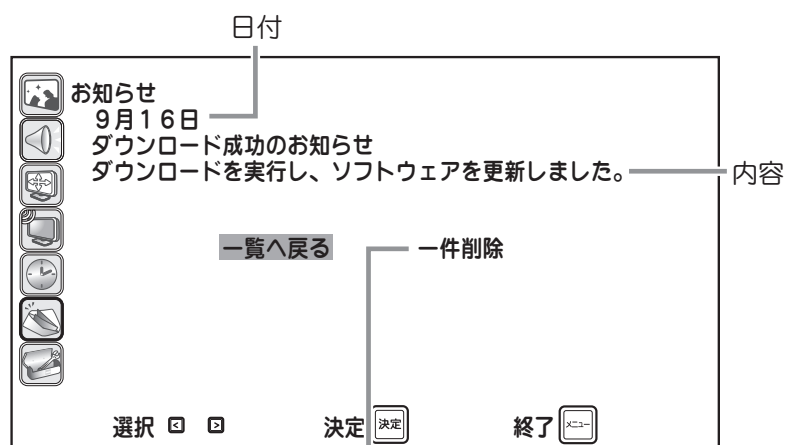 日付
お知らせ
９月１６日
ダウンロード成功のお知らせ
ダウンロードを実行し、ソフトウェアを更新しました。
内容
一覧へ戻る 一件削除
選択 決定 決定 終了 メニュー